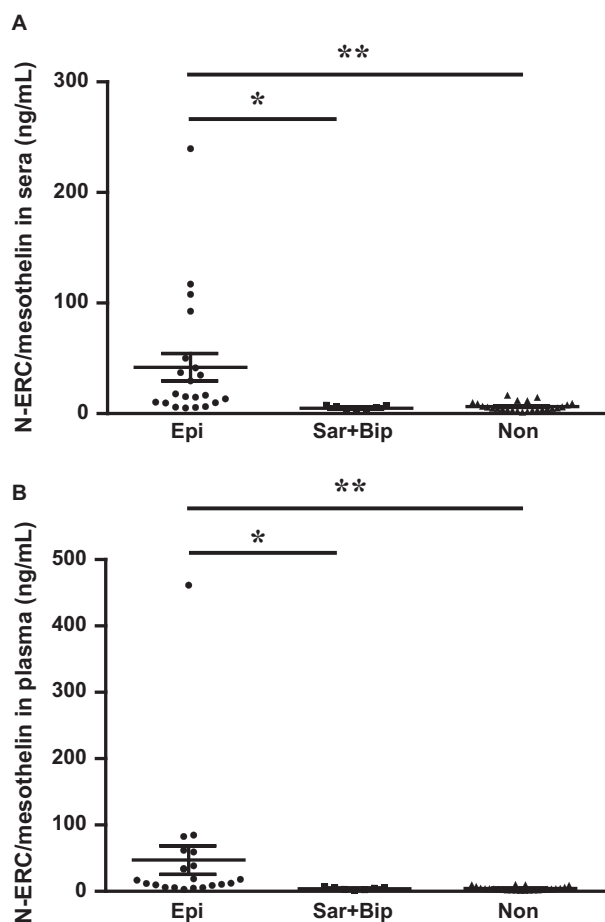 A
N-ERC/mesothelin in sera (ng/mL)
300
200
100
0
**
*
Epi Sar+Bip Non
B
N-ERC/mesothelin in plasma (ng/mL)
500
400
300
200
100
0
**
*
Epi Sar+Bip Non